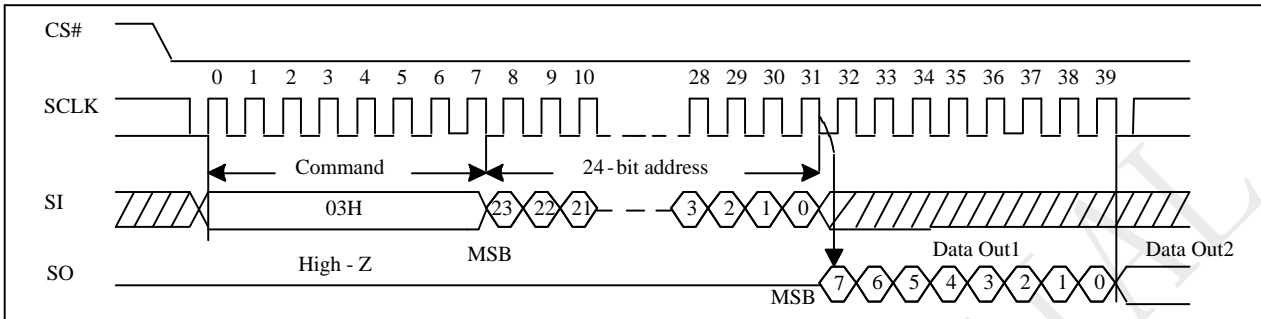 CS#
0 1 2 3 4 5 6 7 8 9 10 28 29 30 31 32 33 34 35 36 37 38 39
SCLK
Command 24-bit address
SI 03H 23 22 21 3 2 1 0
High - Z MSB Data Out1 Data Out2
SO MSB 7 6 5 4 3 2 1 0